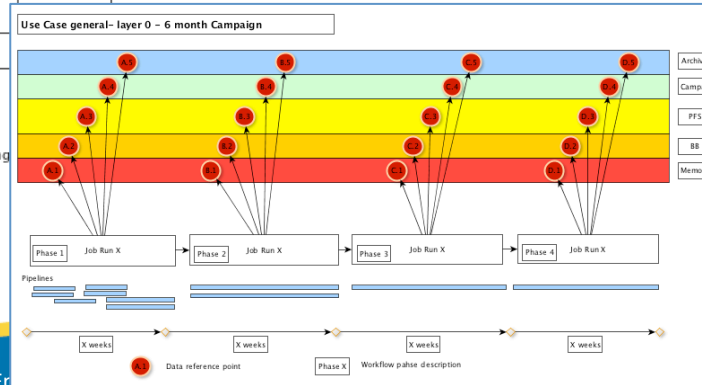 Use Case general– layer 0 – 6 month Campaign
A.5 B.5 C.5 D.5
A.4 B.4 C.4 D.4
A.3 B.3 C.3 D.3 PFS
A.2 B.2 C.2 D.2 BB
A.1 B.1 C.1 D.1
Phase 1 Job Run X Phase 2 Job Run X Phase 3 Job Run X Phase 4 Job Run X
Pipelines
X weeks X weeks X weeks X weeks
A.1 Data reference point Phase X Workflow pahse description